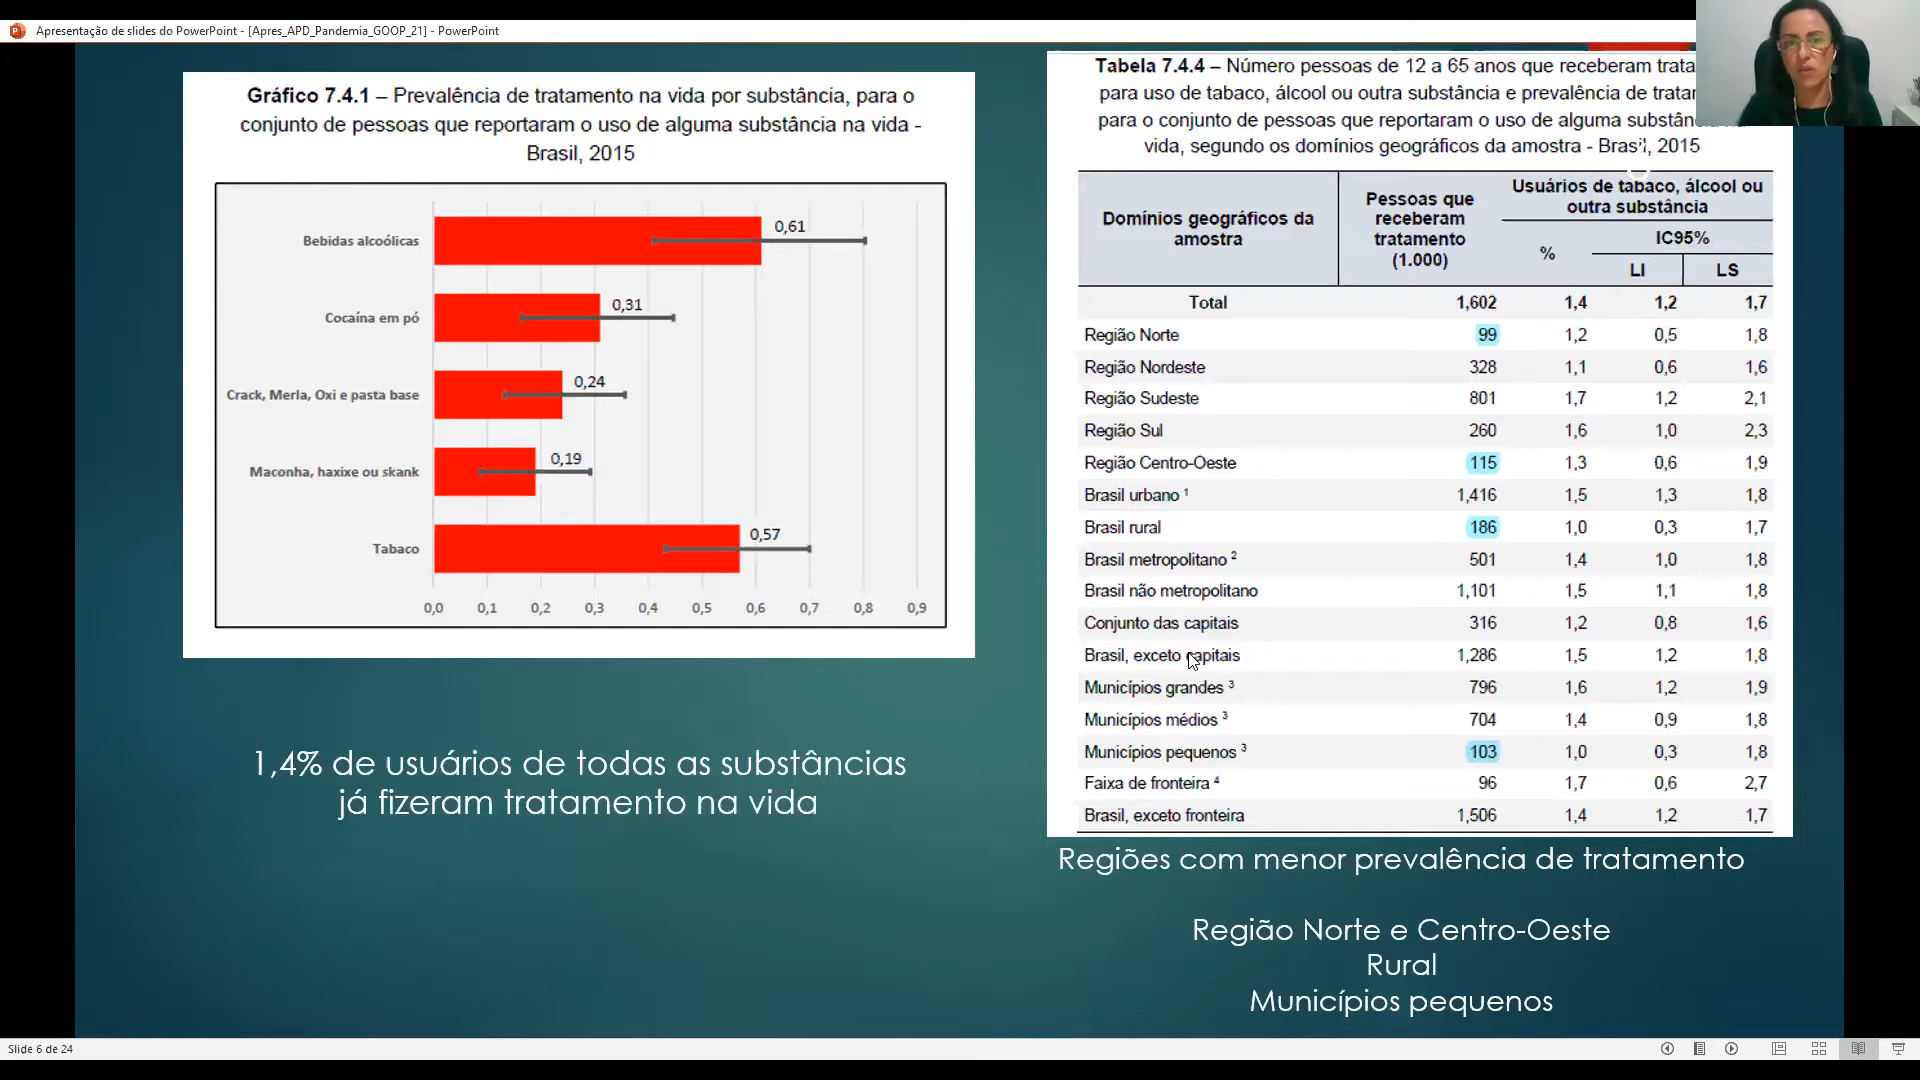 Apresentação de slides do PowerPoint - [Apres_APD_Pandemia_GOOP_21] - PowerPoint
Gráfico 7.4.1 – Prevalência de tratamento na vida por substância, para o
conjunto de pessoas que reportaram o uso de alguma substância na vida -
Brasil, 2015
Bebidas alcoólicas 0,61
Cocaína em pó 0,31
Crack, Merla, Oxi e pasta base 0,24
Maconha, haxixe ou skank 0,19
Tabaco 0,57
0,0 0,1 0,2 0,3 0,4 0,5 0,6 0,7 0,8 0,9
1,4% de usuários de todas as substâncias
já fizeram tratamento na vida
Tabela 7.4.4 – Número pessoas de 12 a 65 anos que receberam
para uso de tabaco, álcool ou outra substância e prevalência de
para o conjunto de pessoas que reportaram o uso de alguma
vida, segundo os domínios geográficos da amostra - Brasil, 2015
Domínios geográficos da
amostra
Pessoas que
receberam
tratamento
(1.000)
Usuários de tabaco, álcool ou
outra substância
%
IC95%
LI LS
Total 1,602 1,4 1,2 1,7
Região Norte 99 1,2 0,5 1,8
Região Nordeste 328 1,1 0,6 1,6
Região Sudeste 801 1,7 1,2 2,1
Região Sul 260 1,6 1,0 2,3
Região Centro-Oeste 115 1,3 0,6 1,9
Brasil urbano ¹ 1,416 1,5 1,3 1,8
Brasil rural 186 1,0 0,3 1,7
Brasil metropolitano ² 501 1,4 1,0 1,8
Brasil não metropolitano 1,101 1,5 1,1 1,8
Conjunto das capitais 316 1,2 0,8 1,6
Brasil, exceto capitais 1,286 1,5 1,2 1,8
Municípios grandes ³ 796 1,6 1,2 1,9
Municípios médios ³ 704 1,4 0,9 1,8
Municípios pequenos ³ 103 1,0 0,3 1,8
Faixa de fronteira ⁴ 96 1,7 0,6 2,7
Brasil, exceto fronteira 1,506 1,4 1,2 1,7
Regiões com menor prevalência de tratamento
Região Norte e Centro-Oeste
Rural
Municípios pequenos
Slide 6 de 24